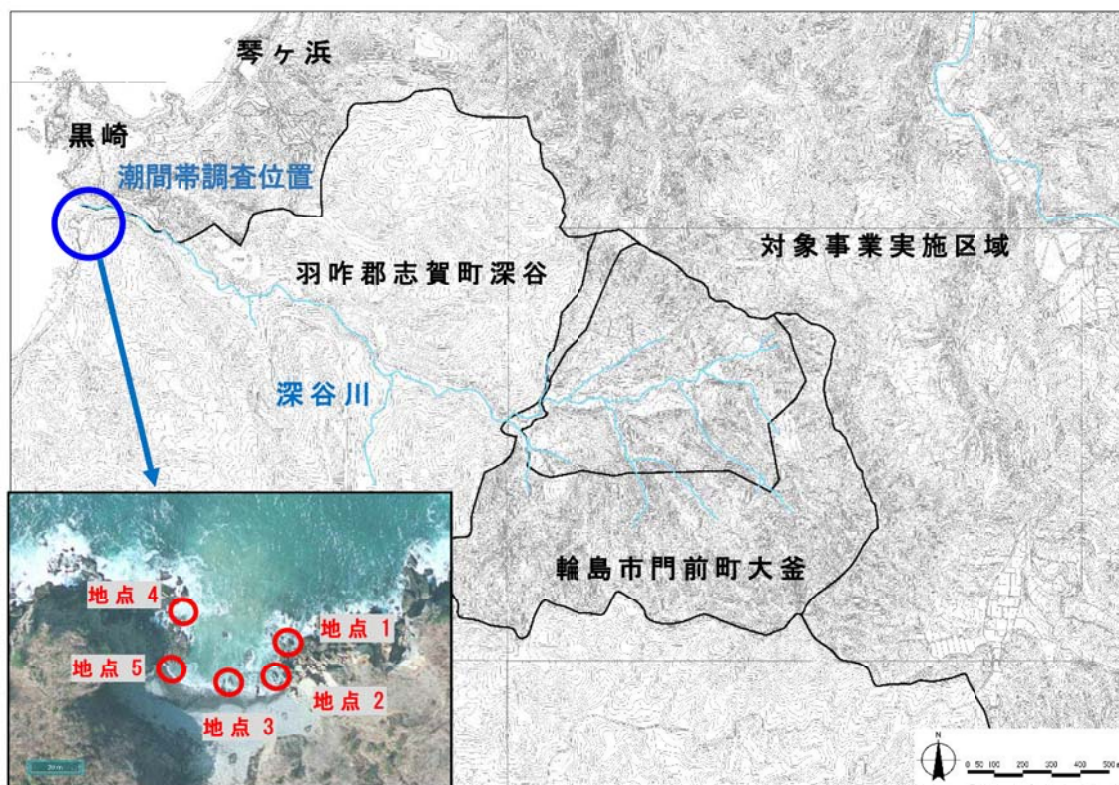 琴ヶ浜
黒崎
潮間帯調査位置
対象事業実施区域
羽咋郡志賀町深谷
深谷川
輪島市門前町大釜
地点 4
地点 1
地点 5
地点 2
地点 3
20 m
N
0 50 100 200 300 400 500 m